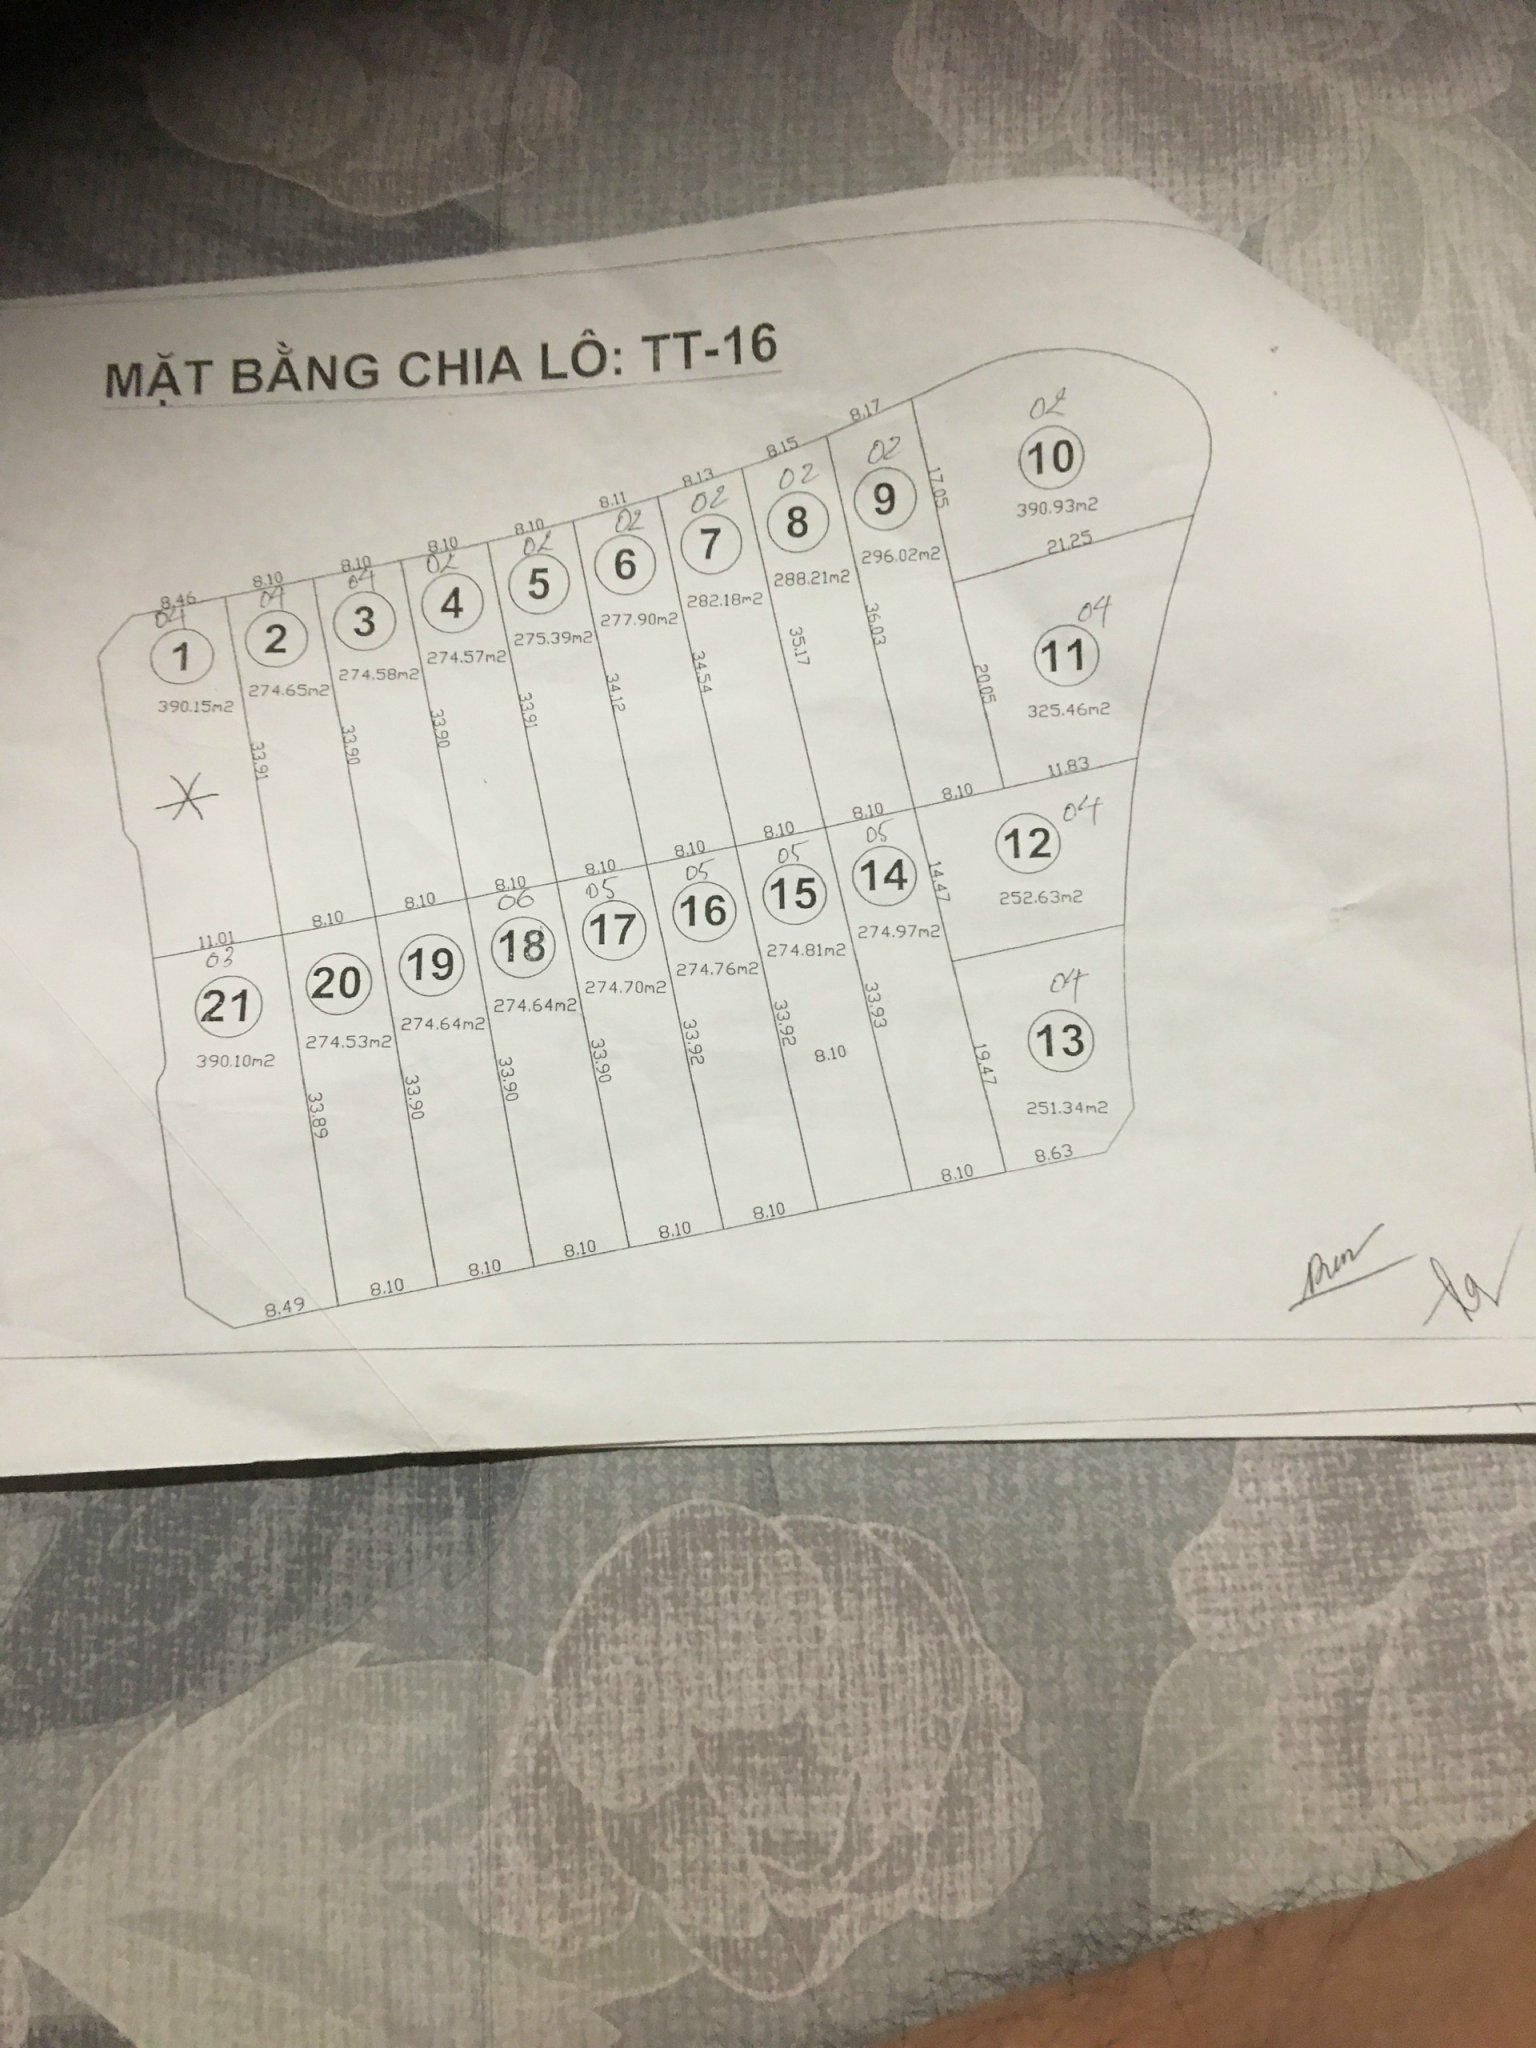 MẶT BẰNG CHIA LÔ: TT-16
8.46 8.10 8.10 8.10 8.10 8.11 8.13 8.15 8.17
04 04 04 02 02 02 02 02 02 02
1 2 3 4 5 6 7 8 9 10
390.15m2 274.65m2 274.58m2 274.57m2 275.39m2 277.90m2 282.18m2 288.21m2 296.02m2 390.93m2
17.05
21.25
04
11
325.46m2
33.91 33.90 33.90 33.91 34.12 34.54 35.17 36.03 20.05
11.01 8.10 8.10 8.10 8.10 8.10 8.10 8.10 8.10 11.83
03 06 05 05 05 05 04
21 20 19 18 17 16 15 14 12
390.10m2 274.53m2 274.64m2 274.64m2 274.70m2 274.76m2 274.81m2 274.97m2 252.63m2
14.47
04
13
251.34m2
33.89 33.90 33.90 33.90 33.92 33.92 33.93 19.47
8.10
8.49 8.10 8.10 8.10 8.10 8.10 8.10 8.63